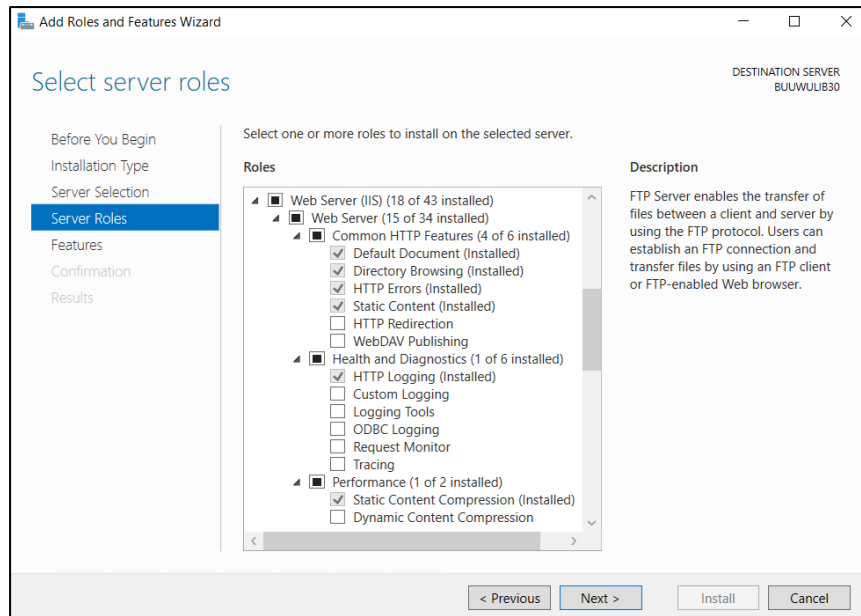 Add Roles and Features Wizard
Select server roles
DESTINATION SERVER
BUUWULIB30
Before You Begin
Installation Type
Server Selection
Server Roles
Features
Confirmation
Results
Select one or more roles to install on the selected server.
Roles
Web Server (IIS) (18 of 43 installed)
Web Server (15 of 34 installed)
Common HTTP Features (4 of 6 installed)
Default Document (Installed)
Directory Browsing (Installed)
HTTP Errors (Installed)
Static Content (Installed)
HTTP Redirection
WebDAV Publishing
Health and Diagnostics (1 of 6 installed)
HTTP Logging (Installed)
Custom Logging
Logging Tools
ODBC Logging
Request Monitor
Tracing
Performance (1 of 2 installed)
Static Content Compression (Installed)
Dynamic Content Compression
Description
FTP Server enables the transfer of
files between a client and server by
using the FTP protocol. Users can
establish an FTP connection and
transfer files by using an FTP client
or FTP-enabled Web browser.
< Previous
Next >
Install
Cancel